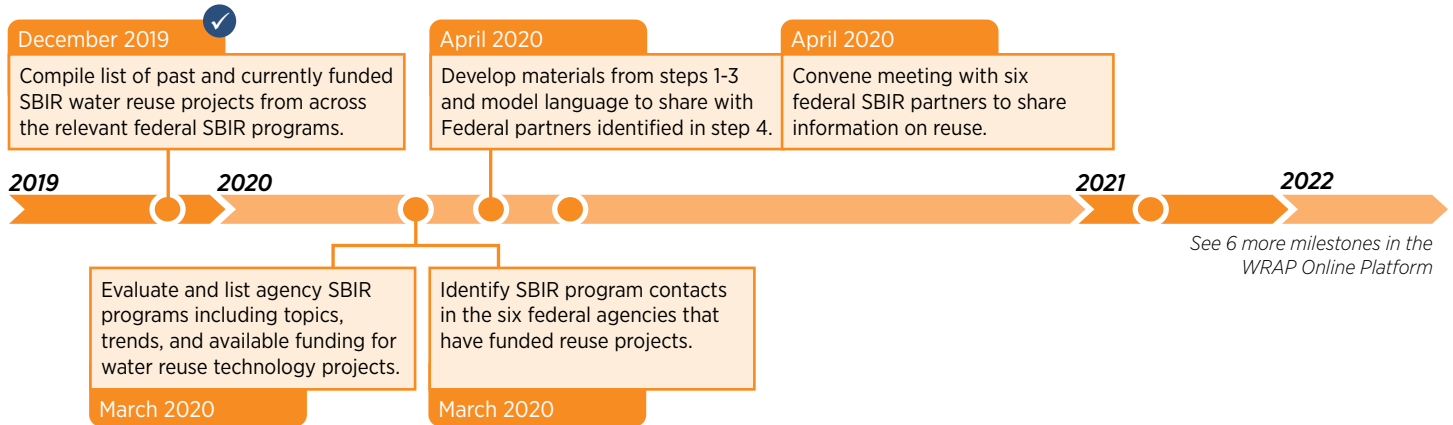 December 2019
Compile list of past and currently funded
SBIR water reuse projects from across
the relevant federal SBIR programs.
April 2020
Develop materials from steps 1-3
and model language to share with
Federal partners identified in step 4.
April 2020
Convene meeting with six
federal SBIR partners to share
information on reuse.
2019
2020
2021
2022
See 6 more milestones in the
WRAP Online Platform
Evaluate and list agency SBIR
programs including topics,
trends, and available funding for
water reuse technology projects.
March 2020
Identify SBIR program contacts
in the six federal agencies that
have funded reuse projects.
March 2020